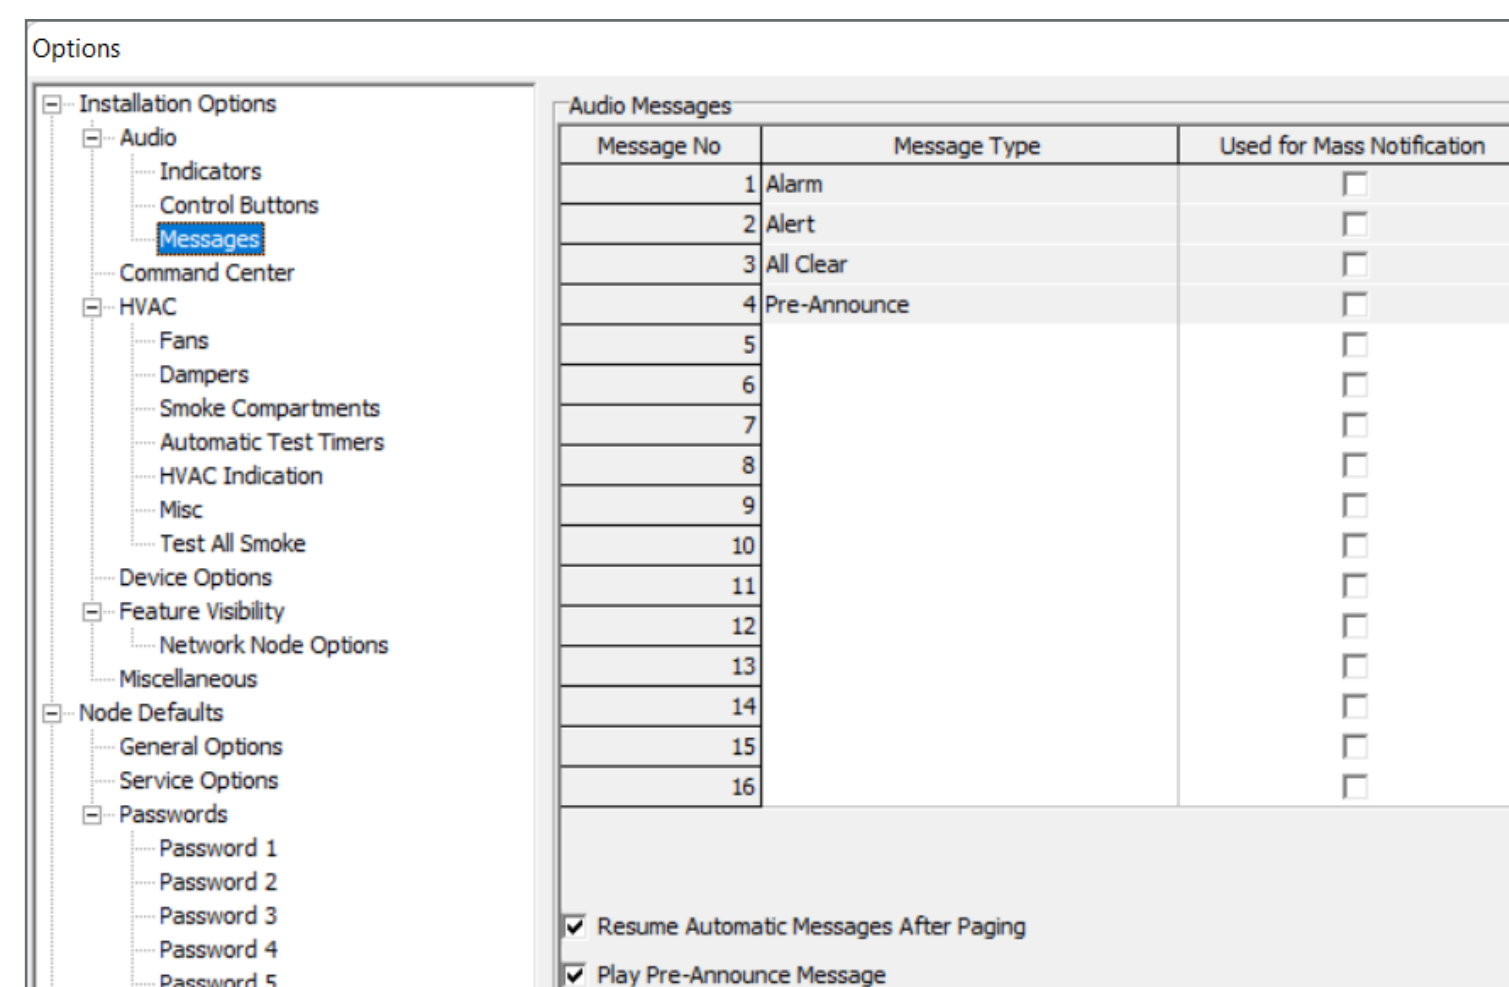 Options
Installation Options
Audio
Indicators
Control Buttons
Messages
Command Center
HVAC
Fans
Dampers
Smoke Compartments
Automatic Test Timers
HVAC Indication
Misc
Test All Smoke
Device Options
Feature Visibility
Network Node Options
Miscellaneous
Node Defaults
General Options
Service Options
Passwords
Password 1
Password 2
Password 3
Password 4
Password 5
Audio Messages
Message No Message Type Used for Mass Notification
1 Alarm
2 Alert
3 All Clear
4 Pre-Announce
5
6
7
8
9
10
11
12
13
14
15
16
Resume Automatic Messages After Paging
Play Pre-Announce Message